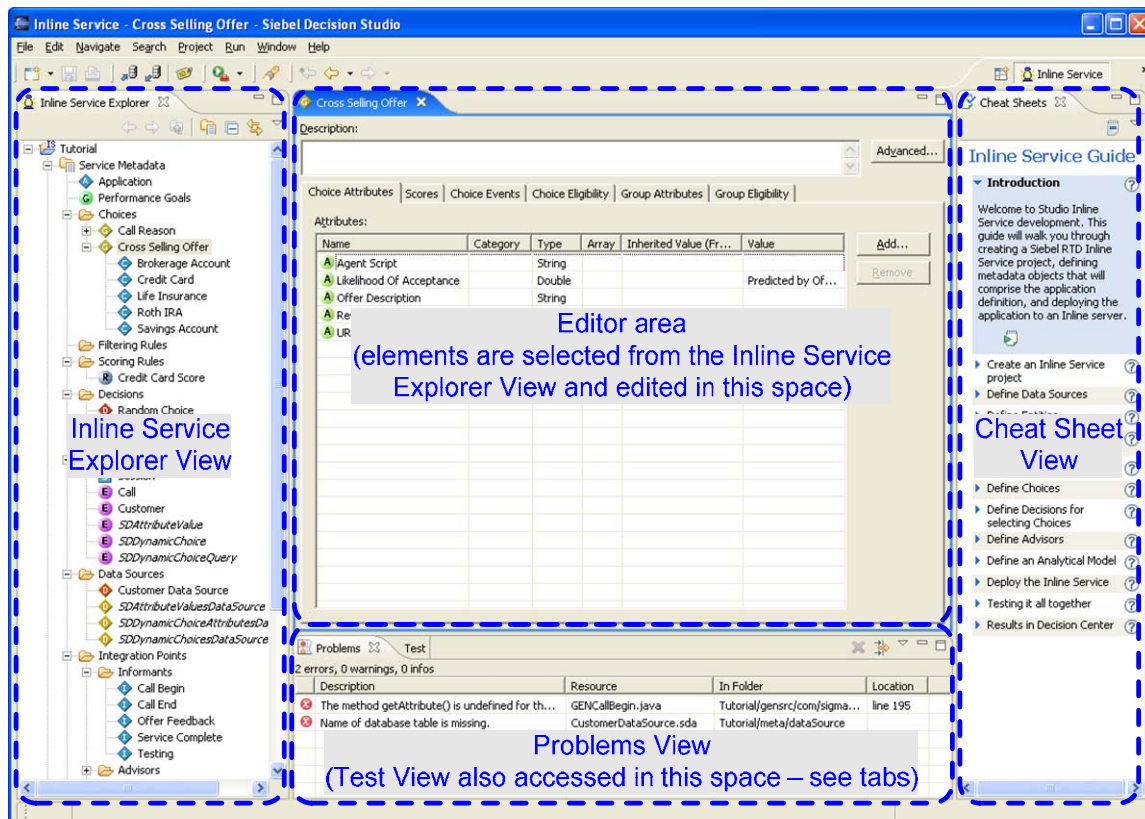 Inline Service - Cross Selling Offer - Siebel Decision Studio
File Edit Navigate Search Project Run Window Help
Inline Service
Inline Service Explorer
Tutorial
Service Metadata
Application
Performance Goals
Choices
Call Reason
Cross Selling Offer
Brokerage Account
Credit Card
Life Insurance
Roth IRA
Savings Account
Filtering Rules
Scoring Rules
Credit Card Score
Decisions
Random Choice
Inline Service
Explorer View
Session
Call
Customer
SDAttributeValue
SDDynamicChoice
SDDynamicChoiceQuery
Data Sources
Customer Data Source
SDAttributeValuesDataSource
SDDynamicChoiceAttributesDa
SDDynamicChoicesDataSource
Integration Points
Informants
Call Begin
Call End
Offer Feedback
Service Complete
Testing
Advisors
Cross Selling Offer
Description:
Advanced...
Choice Attributes Scores Choice Events Choice Eligibility Group Attributes Group Eligibility
Attributes:
Name Category Type Array Inherited Value (Fr... Value
Add...
Remove
Agent Script String
Likelihood Of Acceptance Double Predicted by Of...
Offer Description String
Re
UR
Editor area
(elements are selected from the Inline Service
Explorer View and edited in this space)
Problems Test
2 errors, 0 warnings, 0 infos
Description Resource In Folder Location
The method getAttribute() is undefined for th... GENCallBegin.java Tutorial/gensrc/com/sigma... line 195
Name of database table is missing. CustomerDataSource.sda Tutorial/meta/dataSource
Problems View
(Test View also accessed in this space – see tabs)
Cheat Sheets
Inline Service Guide
Introduction
Welcome to Studio Inline
Service development. This
guide will walk you through
creating a Siebel RTD Inline
Service project, defining
metadata objects that will
comprise the application
definition, and deploying the
application to an Inline server.
Create an Inline Service
project
Define Data Sources
Define Entities
Cheat Sheet
View
Define Choices
Define Decisions for
selecting Choices
Define Advisors
Define an Analytical Model
Deploy the Inline Service
Testing it all together
Results in Decision Center